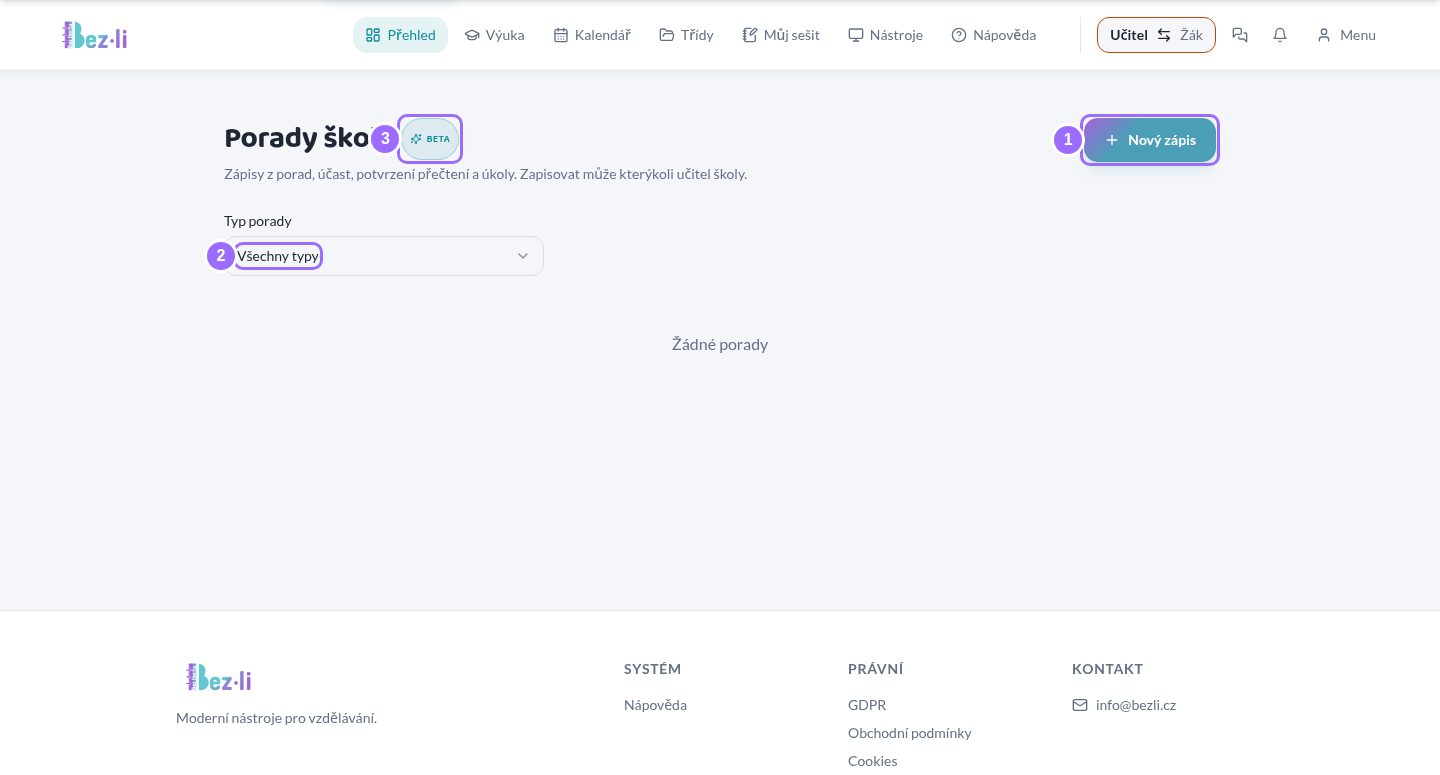 Bez·li
Přehled
Výuka
Kalendář
Třídy
Můj sešit
Nástroje
Nápověda
Učitel
Žák
Menu
Porady
3
BETA
1
Nový zápis
Zápisy z porad, účast, potvrzení přečtení a úkoly. Zapisovat může kterýkoli učitel školy.
Typ porady
2
Všechny typy
Žádné porady
Bez·li
Moderní nástroje pro vzdělávání.
SYSTÉM
Nápověda
PRÁVNÍ
GDPR
Obchodní podmínky
Cookies
KONTAKT
info@bezli.cz